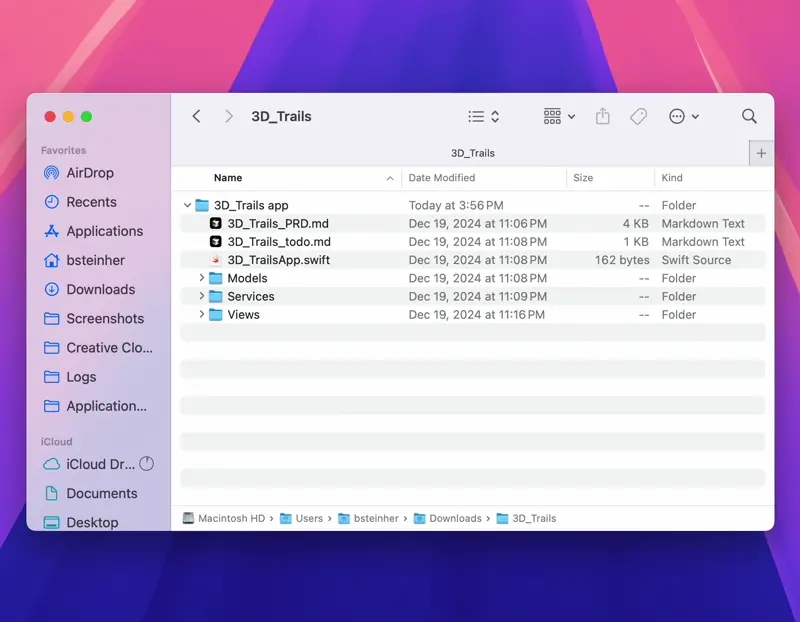 3D_Trails
3D_Trails
Favorites
AirDrop
Recents
Applications
bsteinher
Downloads
Screenshots
Creative Clo...
Logs
Application...
iCloud
iCloud Dr...
Documents
Desktop
Name Date Modified Size Kind
3D_Trails app Today at 3:56 PM -- Folder
3D_Trails_PRD.md Dec 19, 2024 at 11:06 PM 4 KB Markdown Text
3D_Trails_todo.md Dec 19, 2024 at 11:08 PM 1 KB Markdown Text
3D_TrailsApp.swift Dec 19, 2024 at 11:08 PM 162 bytes Swift Source
Models Dec 19, 2024 at 11:08 PM -- Folder
Services Dec 19, 2024 at 11:09 PM -- Folder
Views Dec 19, 2024 at 11:16 PM -- Folder
Macintosh HD › Users › bsteinher › Downloads › 3D_Trails